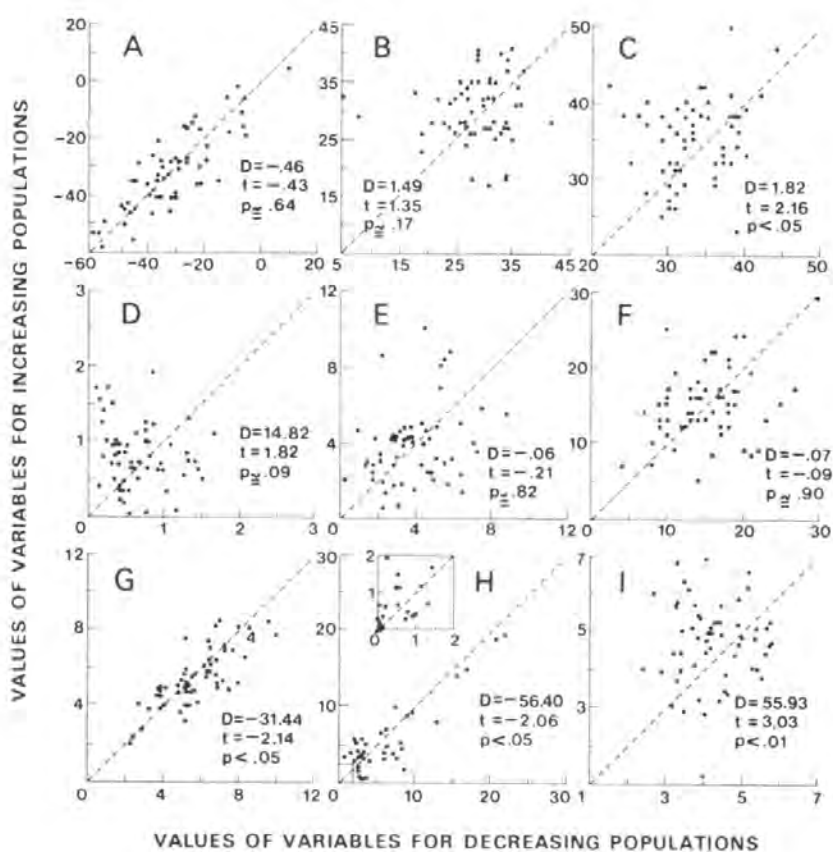 VALUES OF VARIABLES FOR INCREASING POPULATIONS
A
20
0
−20
−40
−60 −40 −20 0 20
D=−.46
t=−.43
p≅ .64
B
45
35
25
15
5 15 25 35 45
D=1.49
t=1.35
p≅ .17
C
50
40
30
20 30 40 50
D=1.82
t=2.16
p<.05
D
3
2
1
0 1 2 3
D=14.82
t=1.82
p≅ .09
E
12
8
4
0 4 8 12
D=−.06
t=−.21
p≅ .82
F
30
20
10
0 10 20 30
D=−.07
t=−.09
p≅ .90
G
12
8
4
4
0 4 8 12
D=−31.44
t=−2.14
p<.05
H
30
20
10
0 10 20 30
2
1
0 1 2
D=−56.40
t=−2.06
p<.05
I
7
5
3
1 3 5 7
D=55.93
t=3.03
p<.01
VALUES OF VARIABLES FOR DECREASING POPULATIONS